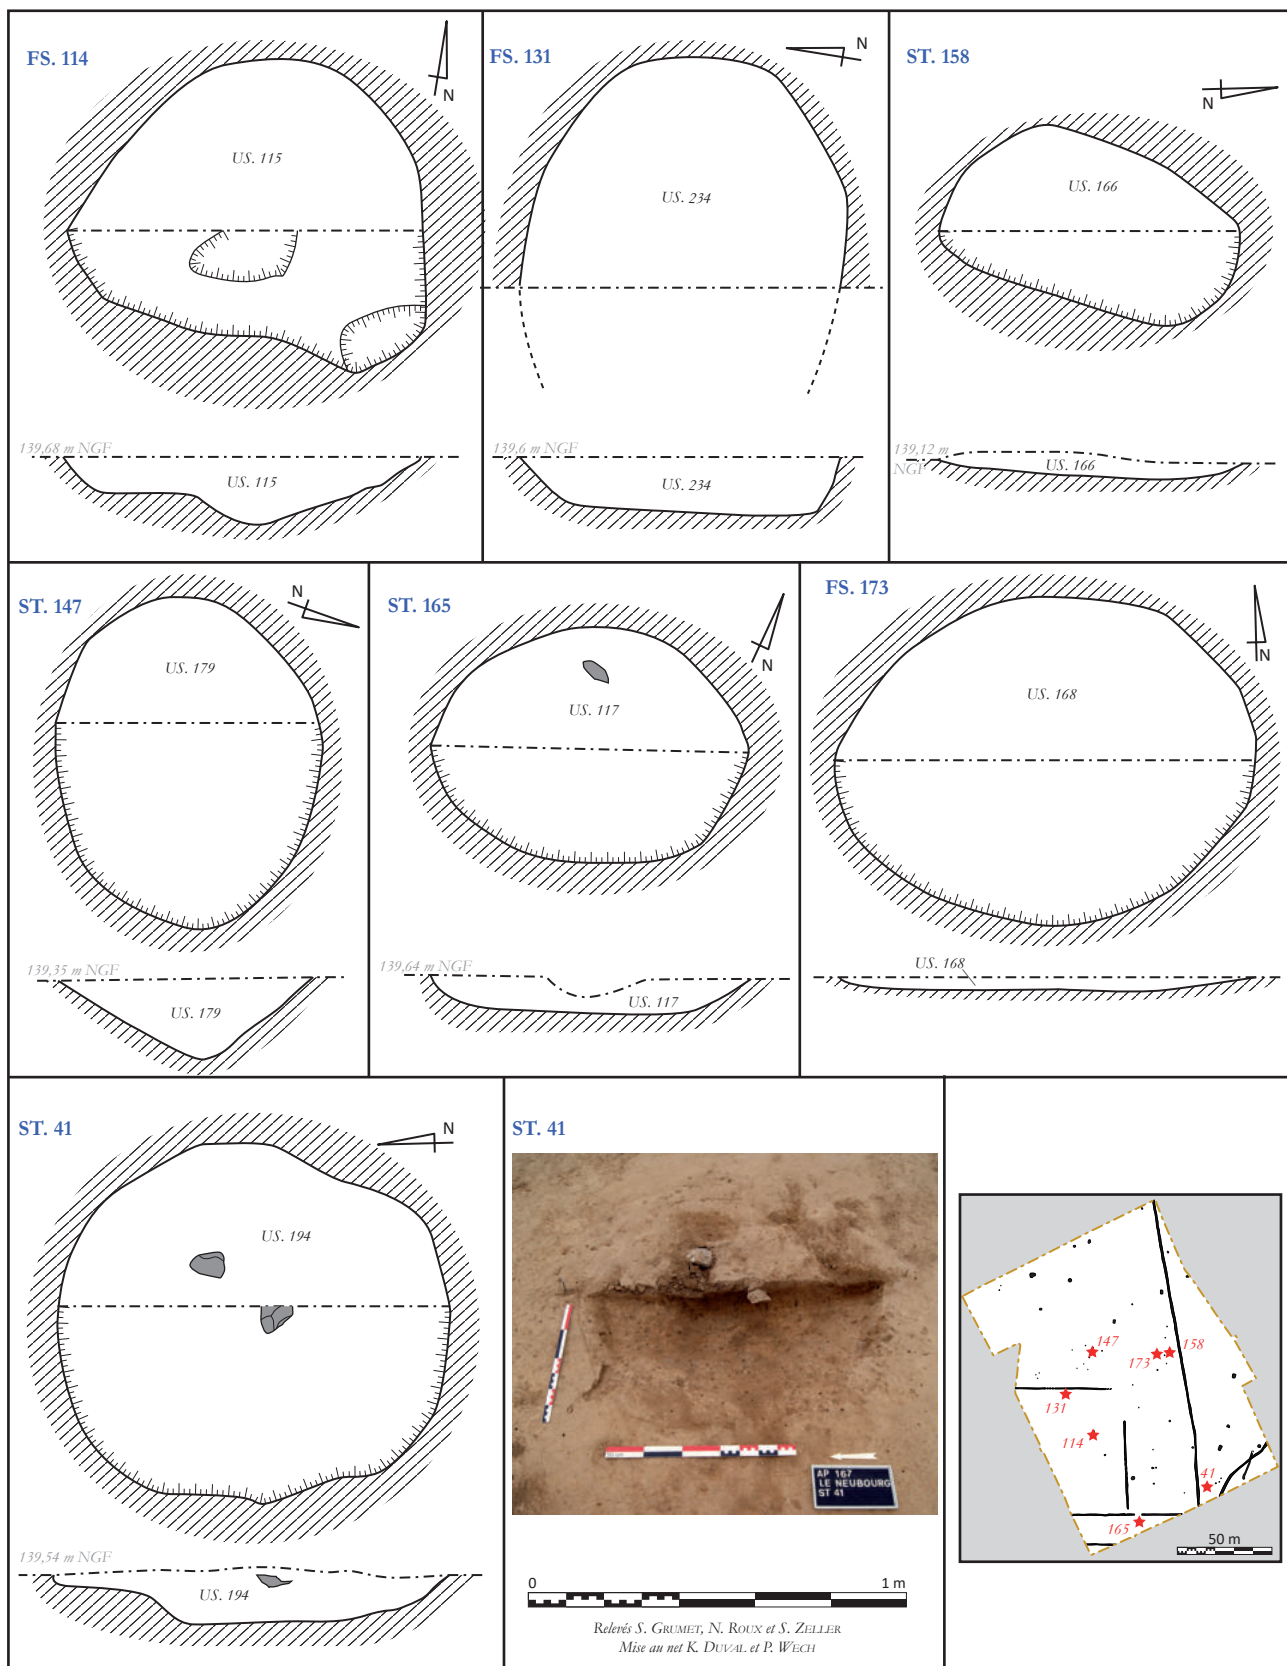 FS. 114
N
US. 115
139,68 m NGF
US. 115
FS. 131
N
US. 234
139,6 m NGF
US. 234
ST. 158
N
US. 166
139,12 m
NGF
US. 166
ST. 147
N
US. 179
139,35 m NGF
US. 179
ST. 165
N
US. 117
139,64 m NGF
US. 117
FS. 173
N
US. 168
US. 168
ST. 41
N
US. 194
139,54 m NGF
US. 194
ST. 41
AP 167
LE NEUBOURG
ST 41
0 1 m
Relevés S. GRUMET, N. ROUX et S. ZELLER
Mise au net K. DUVAL et P. WECH
147
173
158
131
114
41
165
50 m